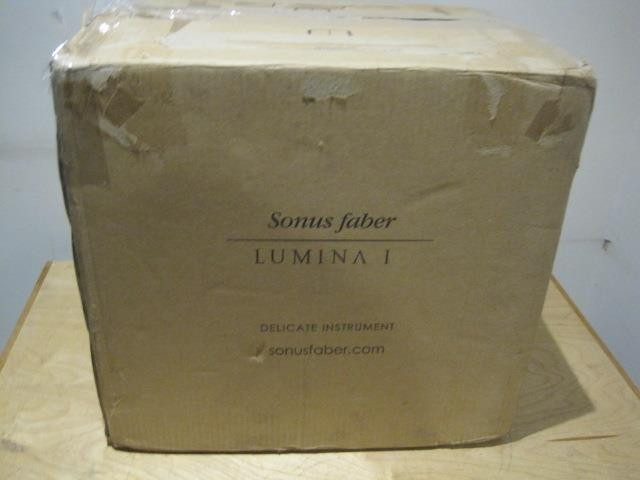 Sonus faber
LUMINA I
DELICATE INSTRUMENT
sonusfaber.com